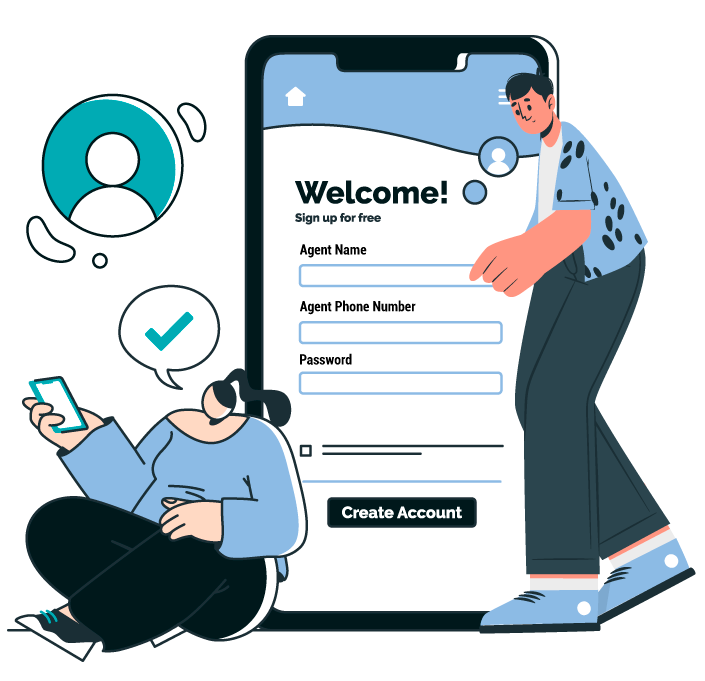 Welcome!
Sign up for free
Agent Name
Agent Phone Number
Password
Create Account